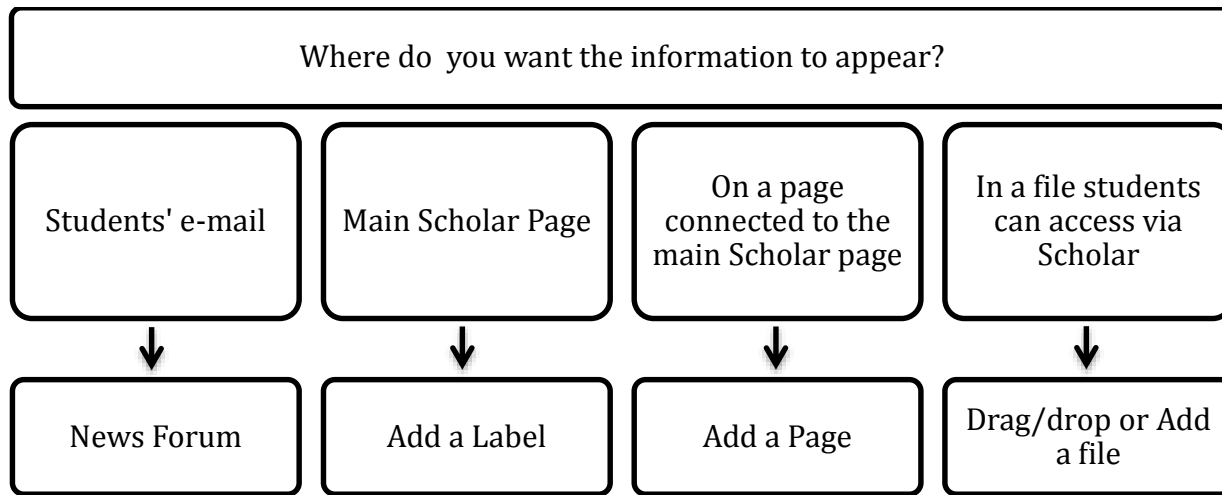 Where do  you want the information to appear?
Students' e-mail
Main Scholar Page
On a page
connected to the
main Scholar page
In a file students
can access via
Scholar
News Forum
Add a Label
Add a Page
Drag/drop or Add
a file